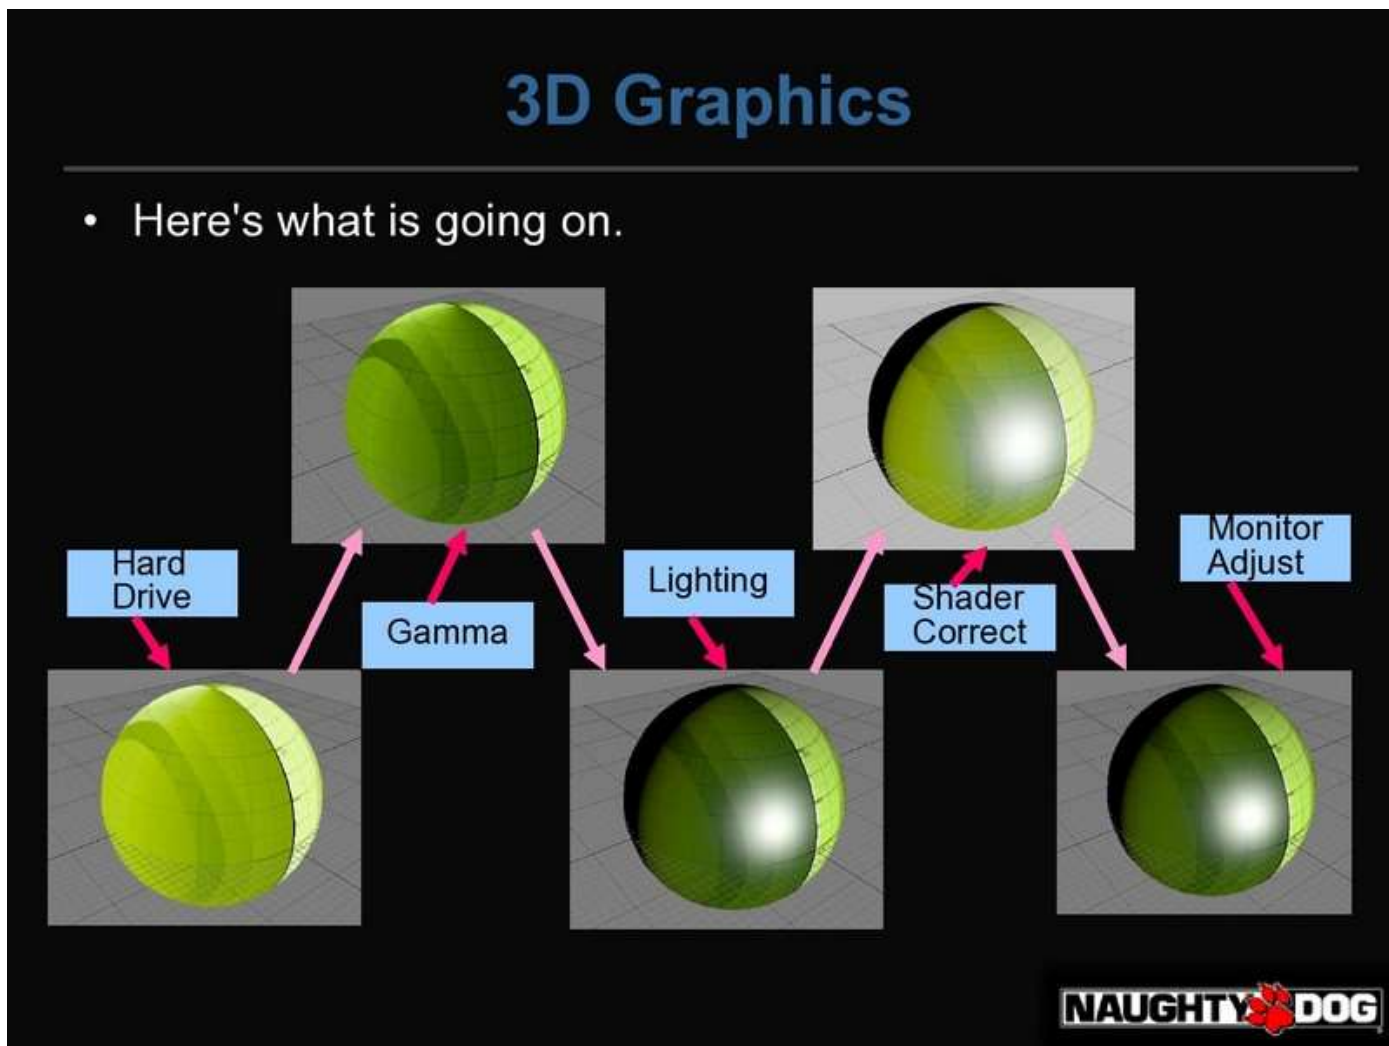 3D Graphics
• Here's what is going on.
Hard
Drive
Gamma
Lighting
Shader
Correct
Monitor
Adjust
NAUGHTY DOG